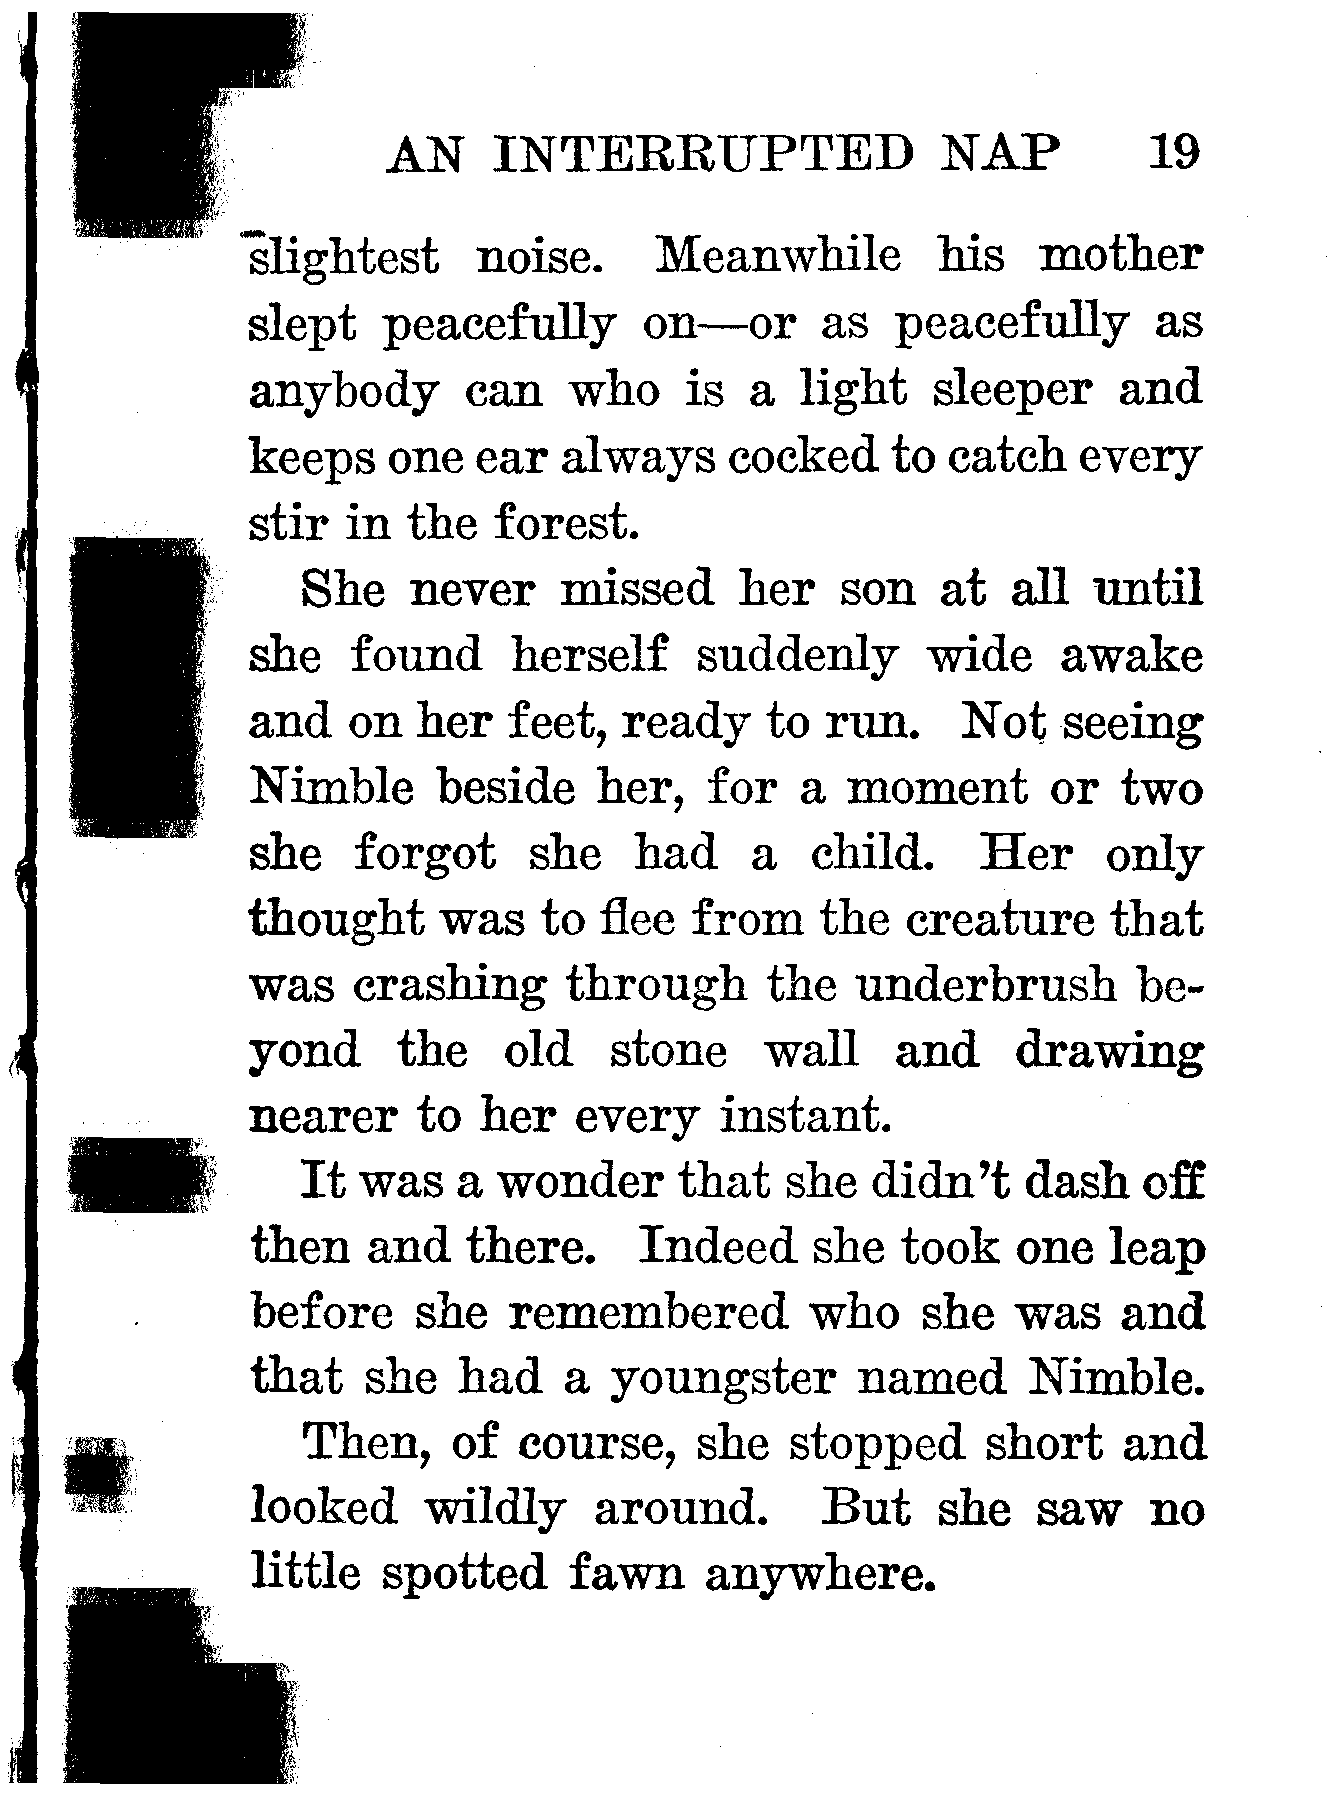 AN INTERRUPTED NAP 19
slightest noise. Meanwhile his mother
slept peacefully on—or as peacefully as
anybody can who is a light sleeper and
keeps one ear always cocked to catch every
stir in the forest.
She never missed her son at all until
she found herself suddenly wide awake
and on her feet, ready to run. Not seeing
Nimble beside her, for a moment or two
she forgot she had a child. Her only
thought was to flee from the creature that
was crashing through the underbrush be-
yond the old stone wall and drawing
nearer to her every instant.
It was a wonder that she didn't dash off
then and there. Indeed she took one leap
before she remembered who she was and
that she had a youngster named Nimble.
Then, of course, she stopped short and
looked wildly around. But she saw no
little spotted fawn anywhere.